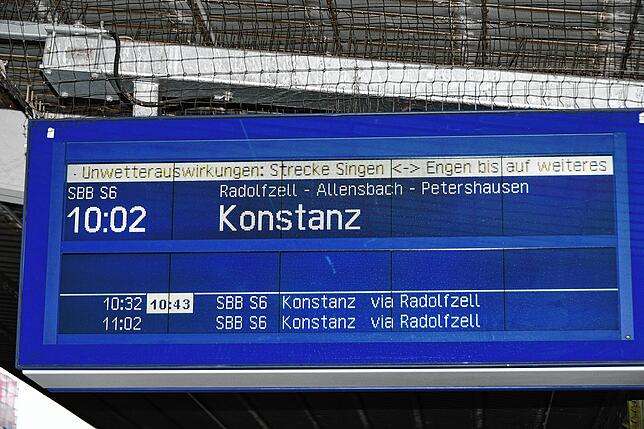 · Unwetterauswirkungen: Strecke Singen <-> Engen bis auf weiteres
SBB S6 Radolfzell - Allensbach - Petershausen
10:02 Konstanz
10:32 10:43 SBB S6 Konstanz via Radolfzell
11:02 SBB S6 Konstanz via Radolfzell